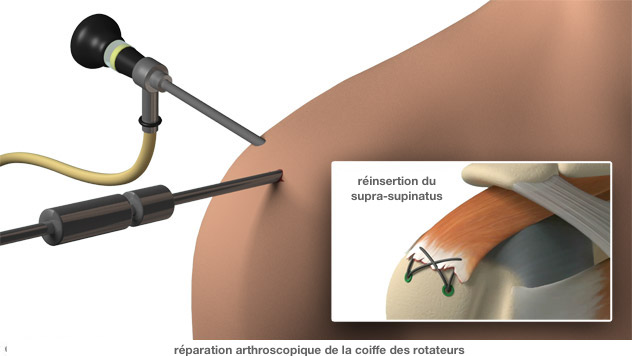 réinsertion du
supra-supinatus
réparation arthroscopique de la coiffe des rotateurs